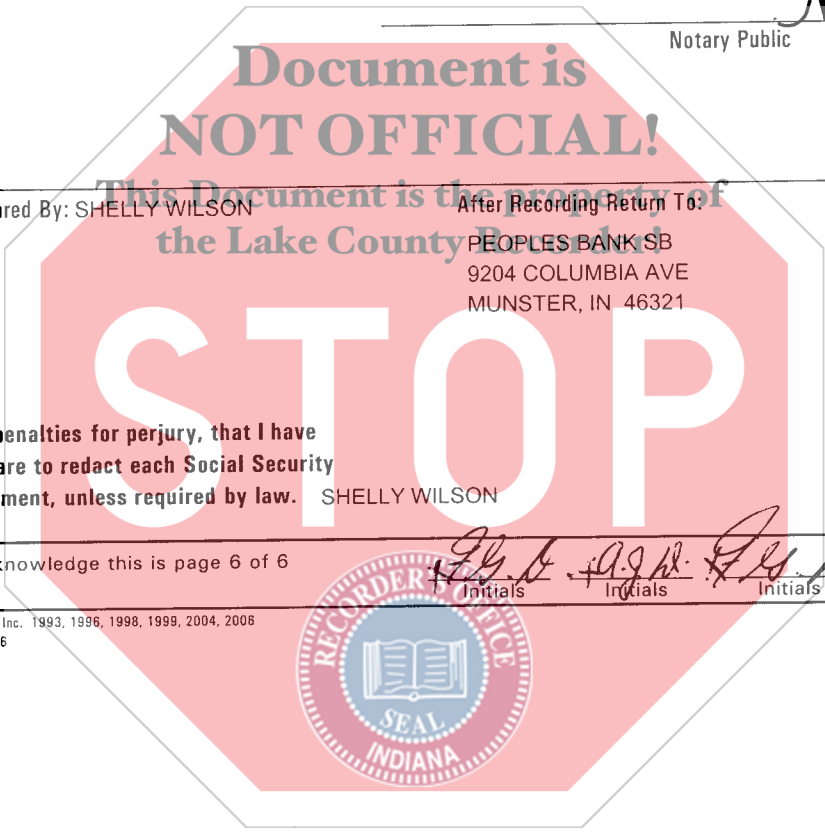 Notary Public
Document is
NOT OFFICIAL!
This Document is the property of
the Lake County Recorder!
ared By: SHELLY WILSON
After Recording Return To:
PEOPLES BANK SB
9204 COLUMBIA AVE
MUNSTER, IN 46321
STOP
penalties for perjury, that I have
are to redact each Social Security
ment, unless required by law. SHELLY WILSON
knowledge this is page 6 of 6
Initials Initials Initials
Inc. 1993, 1996, 1998, 1999, 2004, 2006
6
RECORDER'S OFFICE
SEAL
INDIANA